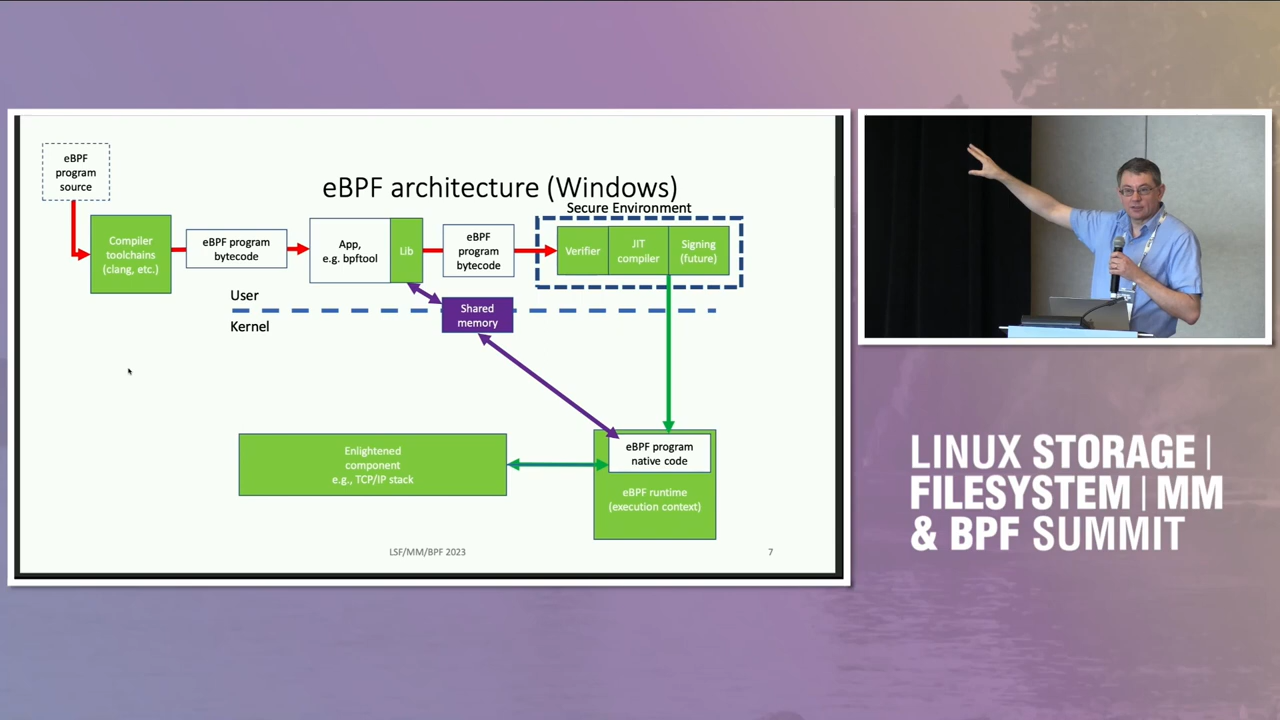 eBPF
program
source
eBPF architecture (Windows)
Secure Environment
Compiler
toolchains
(clang, etc.)
eBPF program
bytecode
App,
e.g. bpftool
Lib
eBPF
program
bytecode
Verifier
JIT
compiler
Signing
(future)
User
Kernel
Shared
memory
Enlightened
component
e.g., TCP/IP stack
eBPF program
native code
eBPF runtime
(execution context)
LSF/MM/BPF 2023
7
LINUX STORAGE |
FILESYSTEM | MM
& BPF SUMMIT